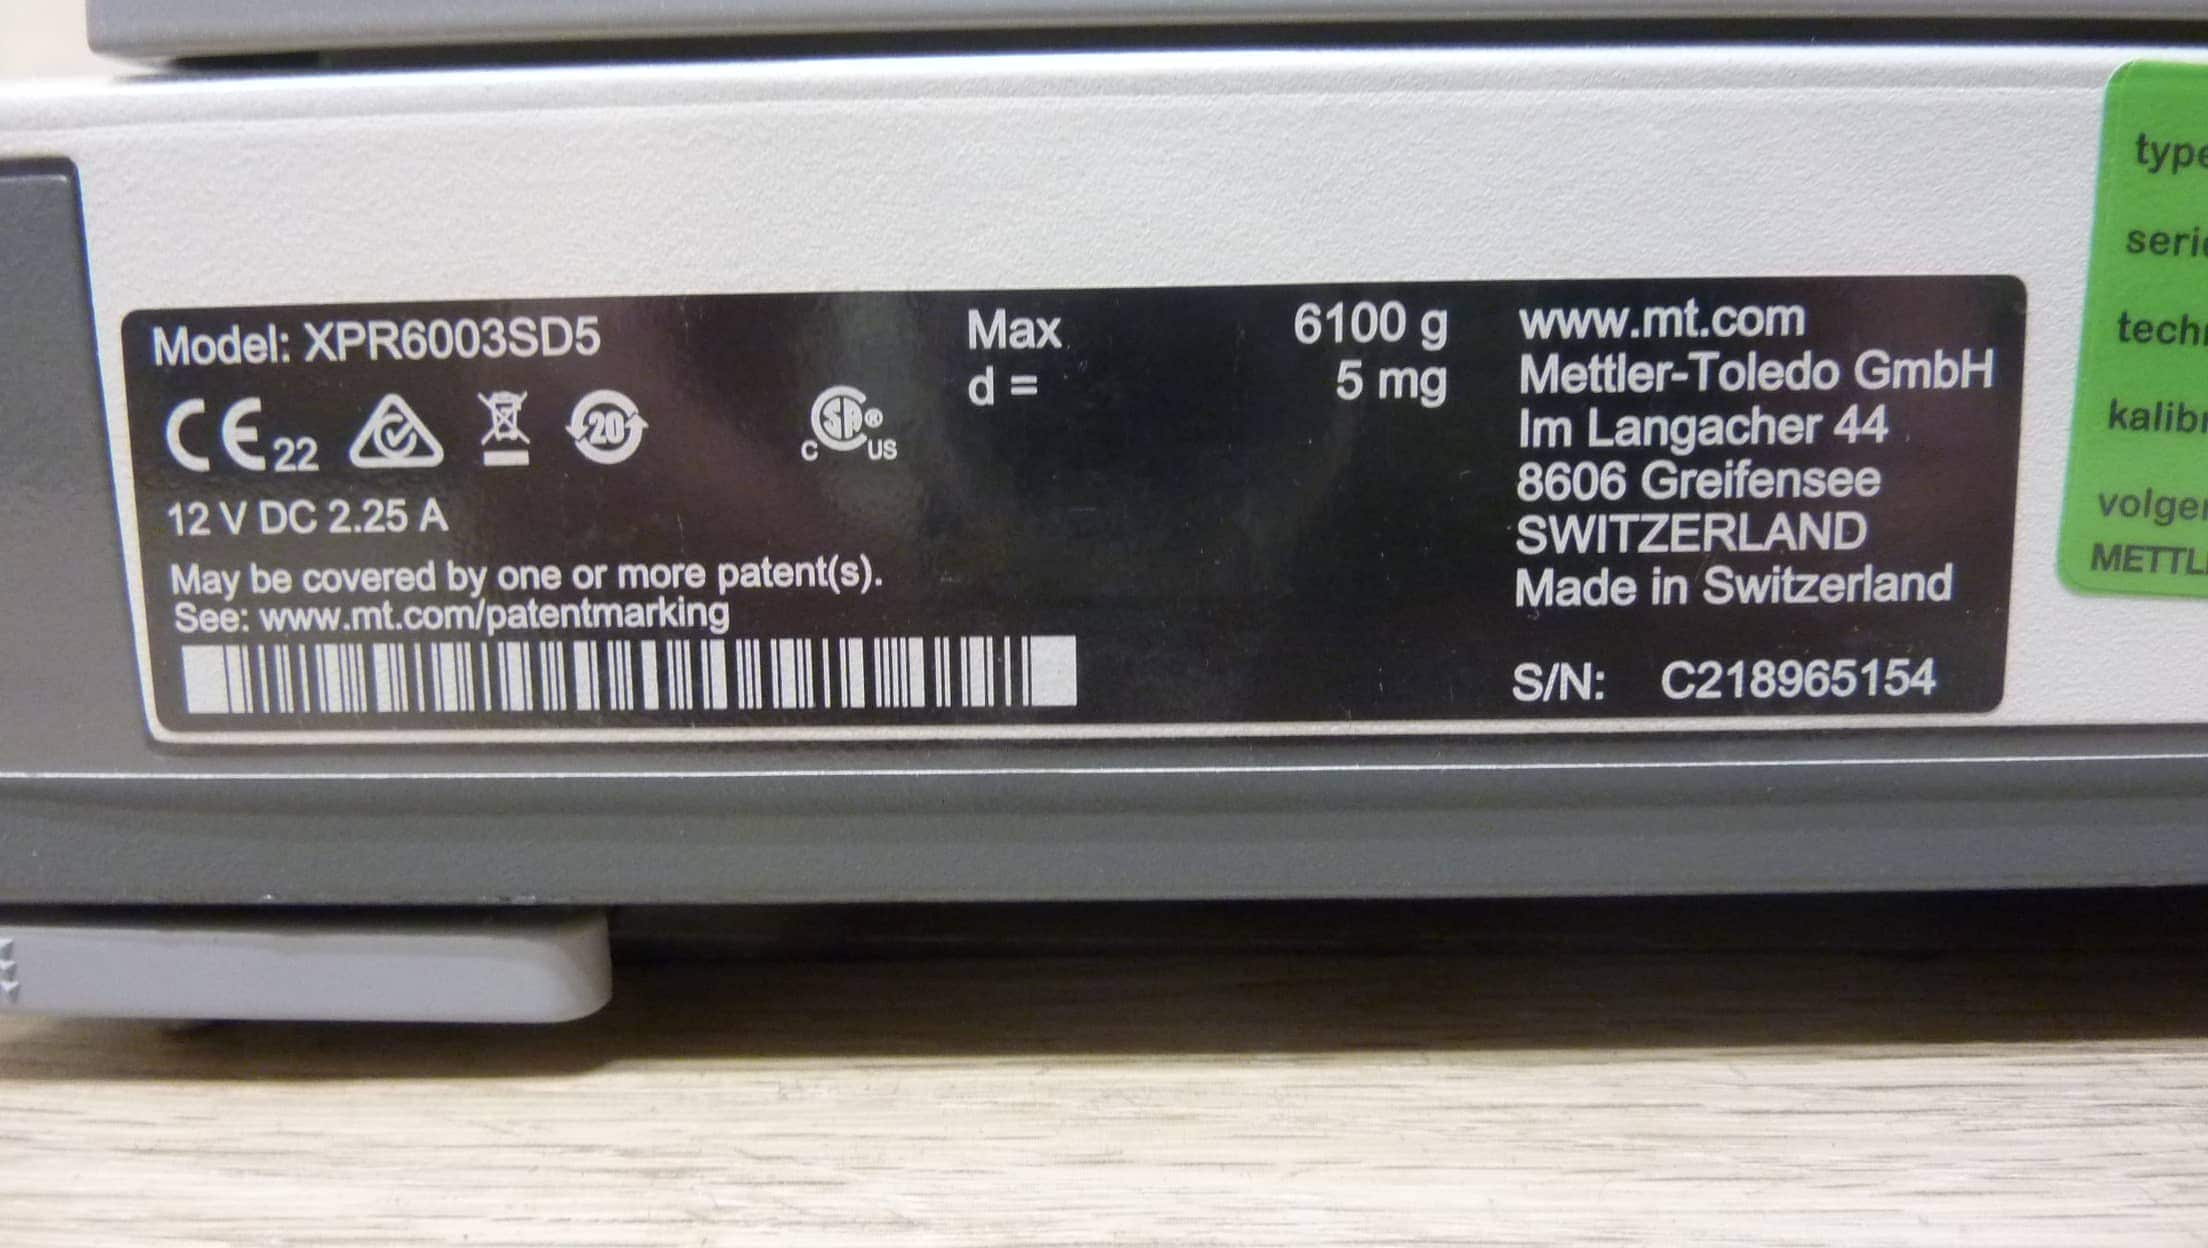 Model: XPR6003SD5
CE 22
20
C SP® US
12 V DC 2.25 A
May be covered by one or more patent(s).
See: www.mt.com/patentmarking
Max 6100 g
d = 5 mg
www.mt.com
Mettler-Toledo GmbH
Im Langacher 44
8606 Greifensee
SWITZERLAND
Made in Switzerland
S/N: C218965154
type